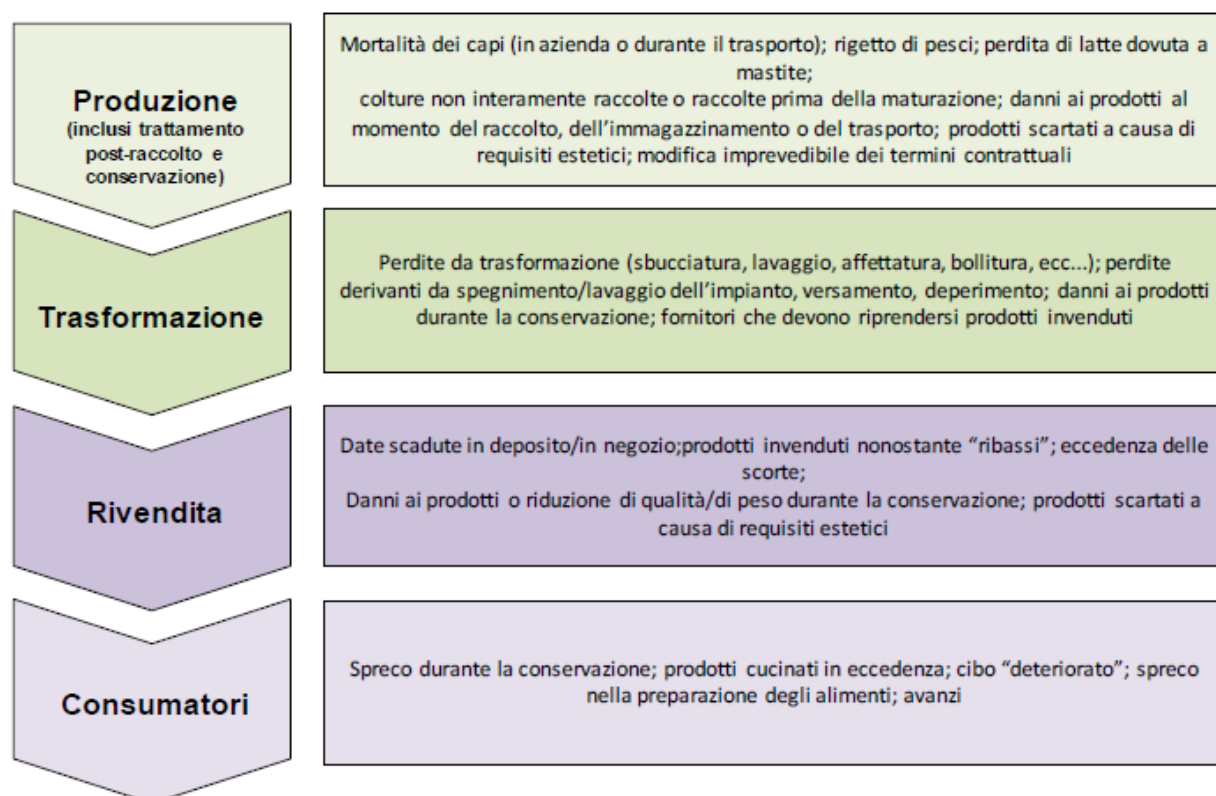 Produzione
(inclusi trattamento
post-raccolto e
conservazione)
Mortalità dei capi (in azienda o durante il trasporto); rigetto di pesci; perdita di latte dovuta a
mastite;
colture non interamente raccolte o raccolte prima della maturazione; danni ai prodotti al
momento del raccolto, dell’immagazzinamento o del trasporto; prodotti scartati a causa di
requisiti estetici; modifica imprevedibile dei termini contrattuali
Trasformazione
Perdite da trasformazione (sbucciatura, lavaggio, affettatura, bollitura, ecc...); perdite
derivanti da spegnimento/lavaggio dell’impianto, versamento, deperimento; danni ai prodotti
durante la conservazione; fornitori che devono riprendersi prodotti invenduti
Rivendita
Date scadute in deposito/in negozio;prodotti invenduti nonostante “ribassi”; eccedenza delle
scorte;
Danni ai prodotti o riduzione di qualità/di peso durante la conservazione; prodotti scartati a
causa di requisiti estetici
Consumatori
Spreco durante la conservazione; prodotti cucinati in eccedenza; cibo “deteriorato”; spreco
nella preparazione degli alimenti; avanzi